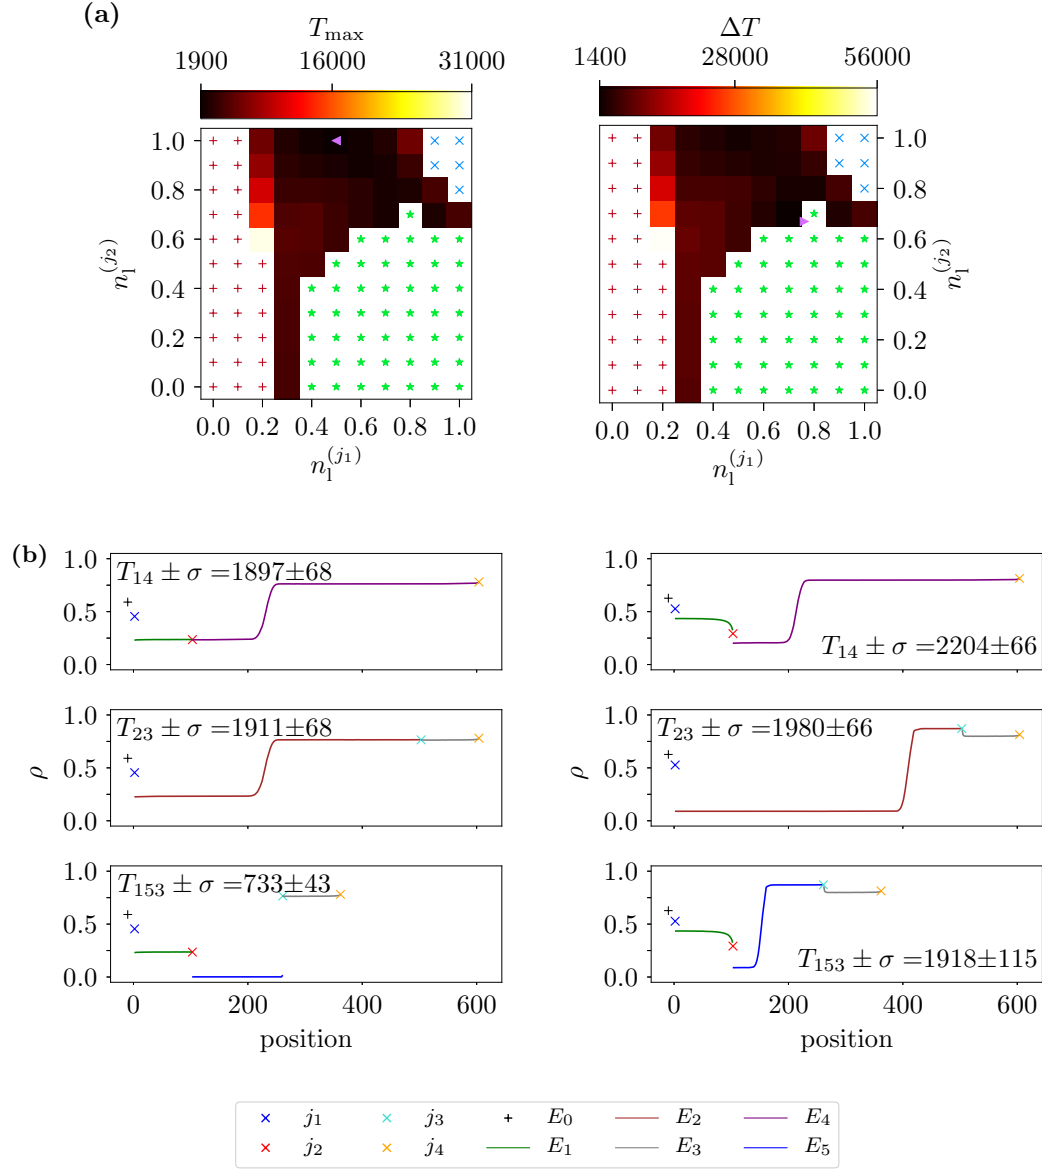 (a)
T_max
1900 16000 31000
ΔT
1400 28000 56000
1.0
0.8
0.6
0.4
0.2
0.0
n_l^(j_2)
0.0 0.2 0.4 0.6 0.8 1.0
n_l^(j_1)
1.0
0.8
0.6
0.4
0.2
0.0
n_l^(j_2)
0.0 0.2 0.4 0.6 0.8 1.0
n_l^(j_1)
(b)
1.0
0.5
0.0
T_14 ± σ =1897±68
T_14 ± σ =2204±66
1.0
0.5
0.0
1.0
0.5
0.0
ρ
T_23 ± σ =1911±68
1.0
0.5
0.0
ρ
T_23 ± σ =1980±66
1.0
0.5
0.0
T_153 ± σ =733±43
1.0
0.5
0.0
T_153 ± σ =1918±115
0 200 400 600
position
0 200 400 600
position
j_1 j_3 E_0 E_2 E_4
j_2 j_4 E_1 E_3 E_5